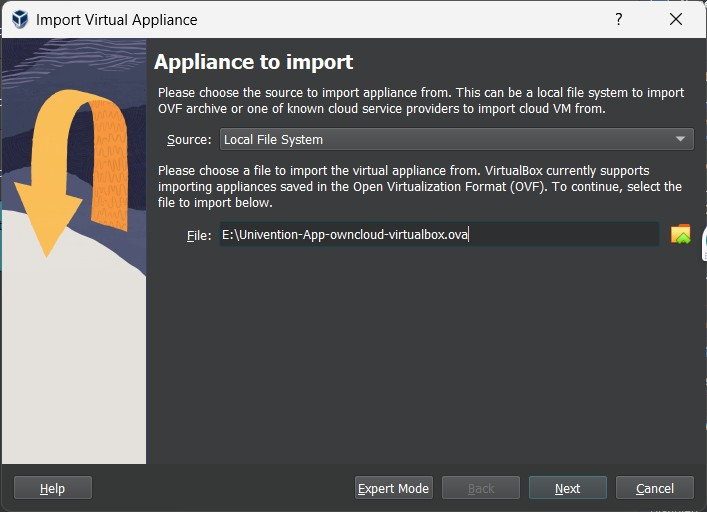 Import Virtual Appliance
?
Appliance to import
Please choose the source to import appliance from. This can be a local file system to import
OVF archive or one of known cloud service providers to import cloud VM from.
Source: Local File System
Please choose a file to import the virtual appliance from. VirtualBox currently supports
importing appliances saved in the Open Virtualization Format (OVF). To continue, select the
file to import below.
File: E:\Univention-App-owncloud-virtualbox.ova
Help Expert Mode Back Next Cancel